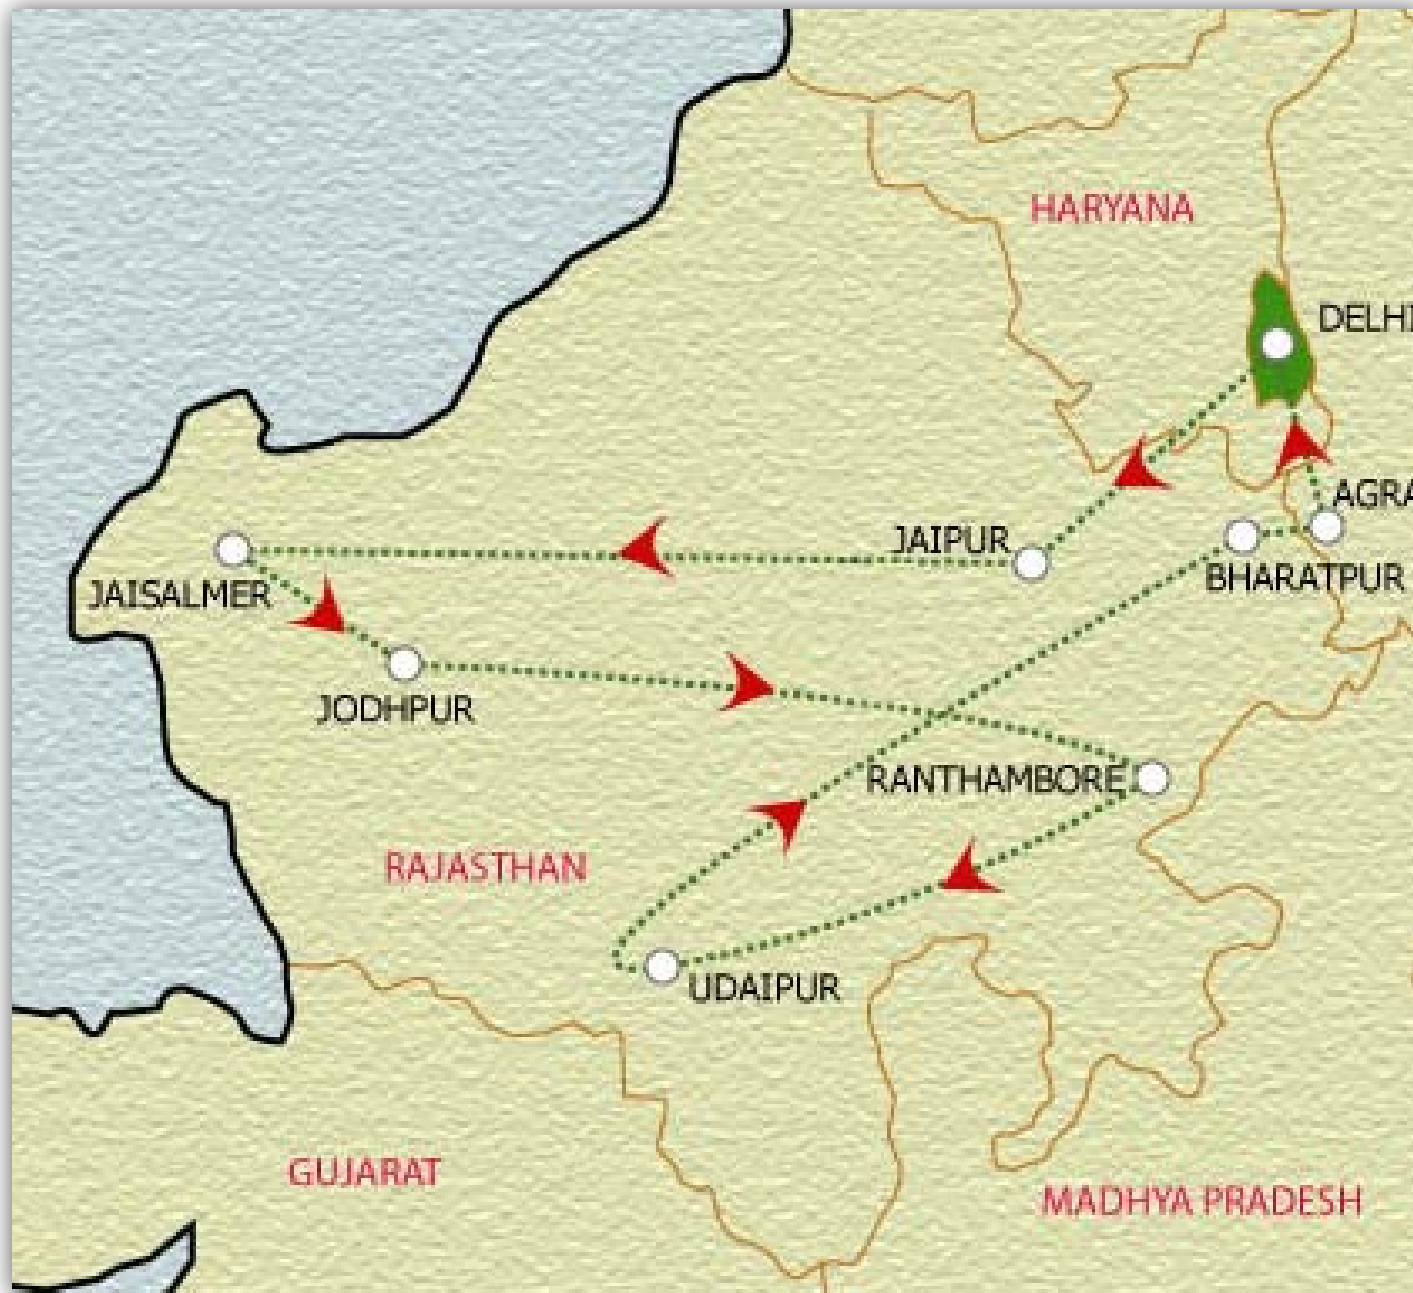 HARYANA
DELHI
AGRA
JAIPUR
BHARATPUR
JAISALMER
JODHPUR
RANTHAMBORE
RAJASTHAN
UDAIPUR
GUJARAT
MADHYA PRADESH